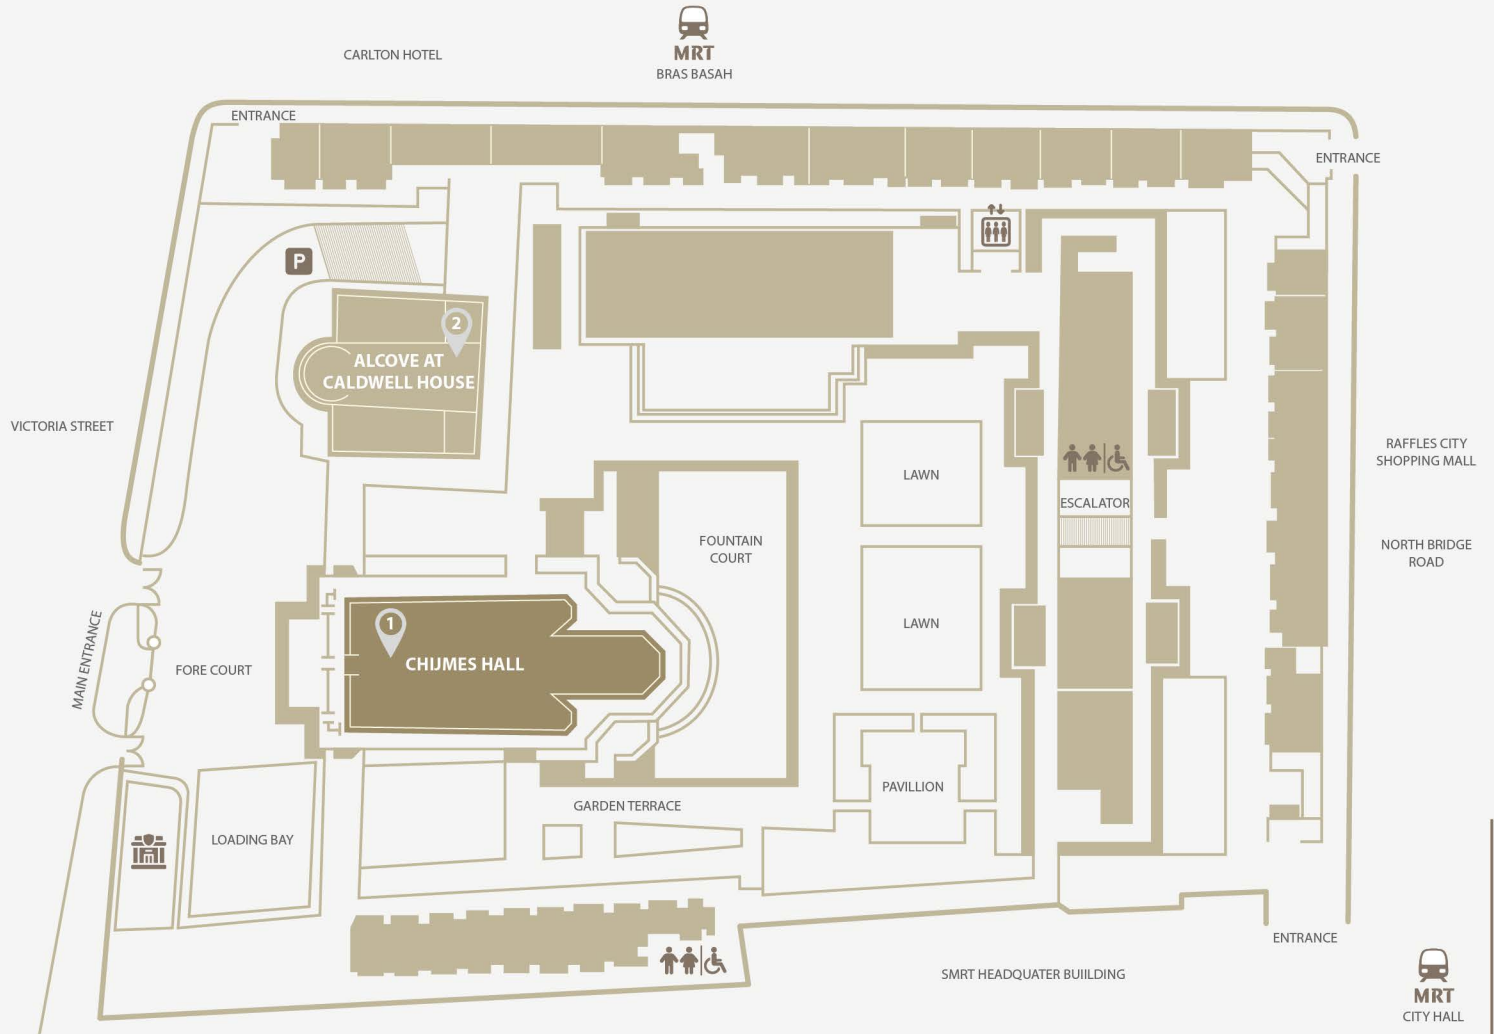 MRT
BRAS BASAH
CARLTON HOTEL
ENTRANCE
ENTRANCE
P
2
ALCOVE AT
CALDWELL HOUSE
VICTORIA STREET
LAWN
RAFFLES CITY
SHOPPING MALL
ESCALATOR
FOUNTAIN
COURT
NORTH BRIDGE
ROAD
MAIN ENTRANCE
FORE COURT
1
CHIJMES HALL
LAWN
PAVILLION
GARDEN TERRACE
LOADING BAY
ENTRANCE
SMRT HEADQUATER BUIILDING
MRT
CITY HALL